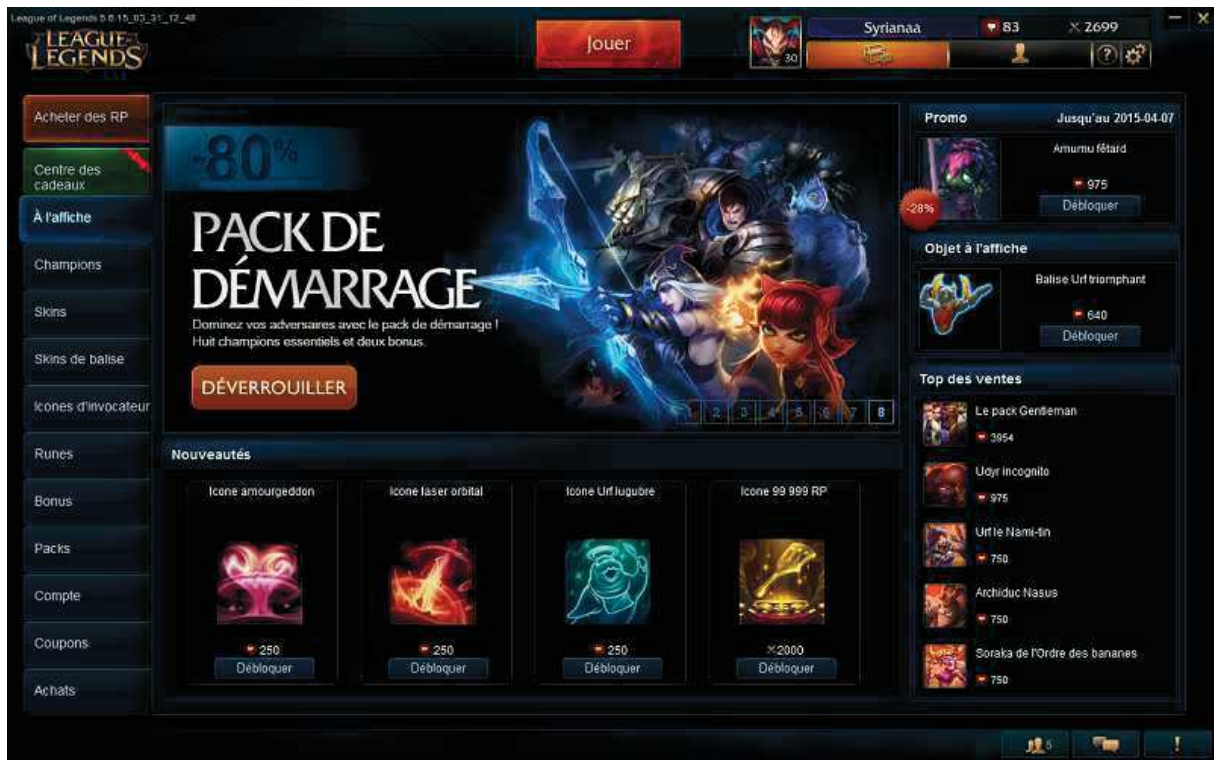 League of Legends 5.6.15_03_31_12_48
LEAGUE OF LEGENDS
Jouer
30
Syrianaa
83
2699
?
Acheter des RP
Centre des
cadeaux
À l'affiche
Champions
Skins
Skins de balise
Icones d'invocateur
Runes
Bonus
Packs
Compte
Coupons
Achats
-80%
PACK DE
DÉMARRAGE
Dominez vos adversaires avec le pack de démarrage !
Huit champions essentiels et deux bonus.
DÉVERROUILLER
1 2 3 4 5 6 7 8
Nouveautés
Icone amourgeddon
250
Débloquer
Icone laser orbital
250
Débloquer
Icone Urf lugubre
250
Débloquer
Icone 99 999 RP
2000
Débloquer
Promo
Jusqu'au 2015-04-07
Amumu fêtard
975
-28%
Débloquer
Objet à l'affiche
Balise Urf triomphant
640
Débloquer
Top des ventes
Le pack Gentleman
3954
Udyr incognito
975
Urf le Nami-tin
750
Archiduc Nasus
750
Soraka de l'Ordre des bananes
750